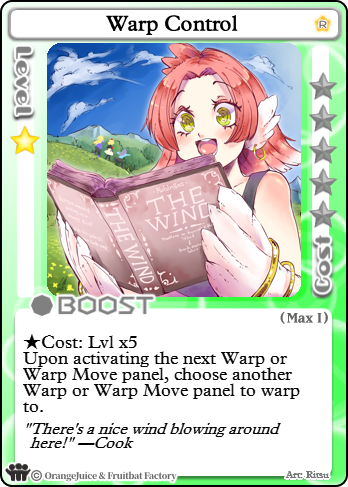 Warp Control
R
Level
THE
WIND
THE WIND
Cost
BOOST
(Max 1)
★Cost: Lvl x5
Upon activating the next Warp or
Warp Move panel, choose another
Warp or Warp Move panel to warp
to.
"There's a nice wind blowing around
here!" —Cook
© OrangeJuice & Fruitbat Factory
Arc, Ritsu